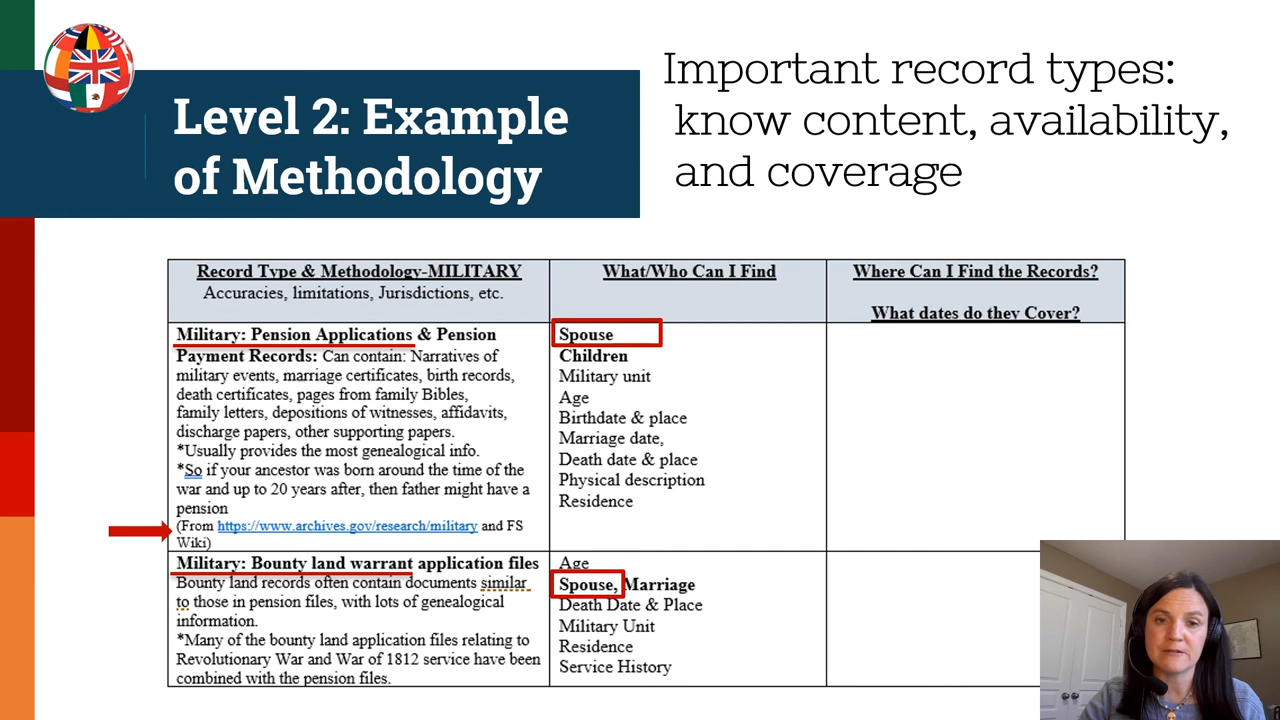 Level 2: Example
of Methodology
Important record types:
know content, availability,
and coverage
Record Type & Methodology-MILITARY
Accuracies, limitations, Jurisdictions, etc.
What/Who Can I Find
Where Can I Find the Records?
What dates do they Cover?
Military: Pension Applications & Pension
Payment Records: Can contain: Narratives of
military events, marriage certificates, birth records,
death certificates, pages from family Bibles,
family letters, depositions of witnesses, affidavits,
discharge papers, other supporting papers.
*Usually provides the most genealogical info.
*So if your ancestor was born around the time of the
war and up to 20 years after, then father might have a
pension
(From https://www.archives.gov/research/military and FS
Wiki)
Spouse
Children
Military unit
Age
Birthdate & place
Marriage date,
Death date & place
Physical description
Residence
Military: Bounty land warrant application files
Bounty land records often contain documents similar
to those in pension files, with lots of genealogical
information.
*Many of the bounty land application files relating to
Revolutionary War and War of 1812 service have been
combined with the pension files.
Age
Spouse, Marriage
Death Date & Place
Military Unit
Residence
Service History